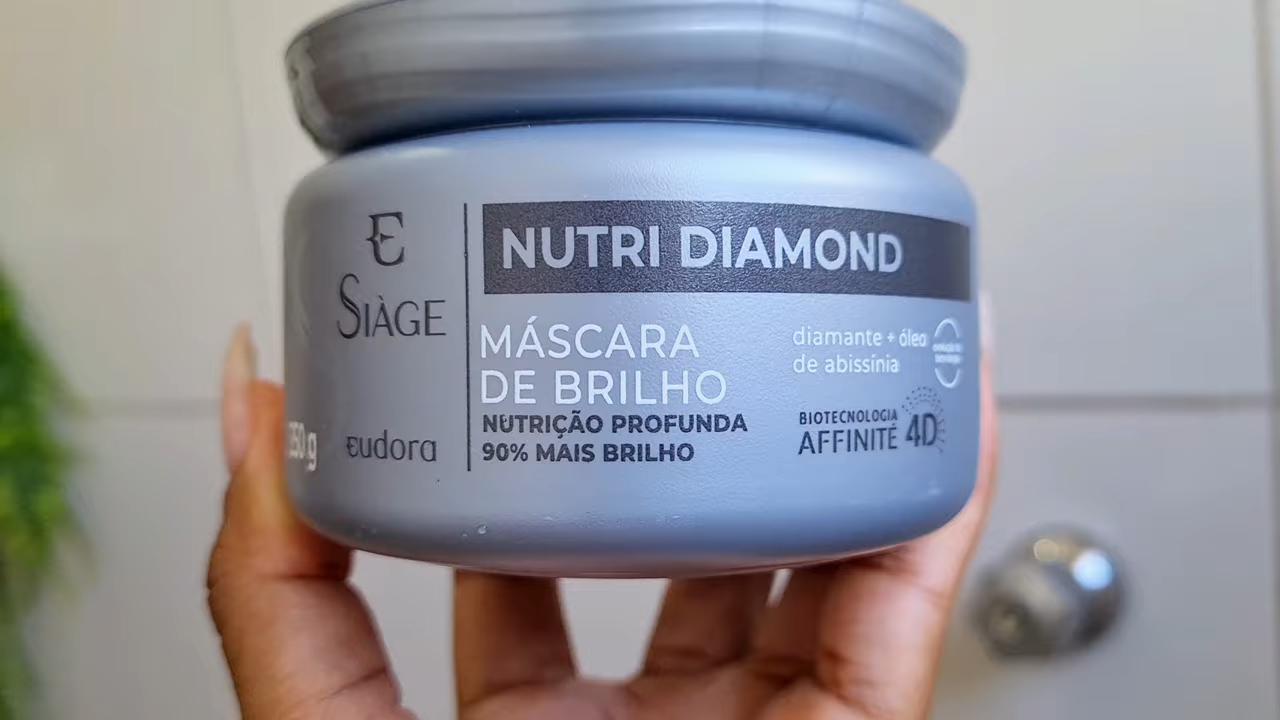 E
SIÀGE
eudora
NUTRI DIAMOND
MÁSCARA
DE BRILHO
NUTRIÇÃO PROFUNDA
90% MAIS BRILHO
diamante + óleo
de abissínia
BIOTECNOLOGIA
AFFINITÉ 4D